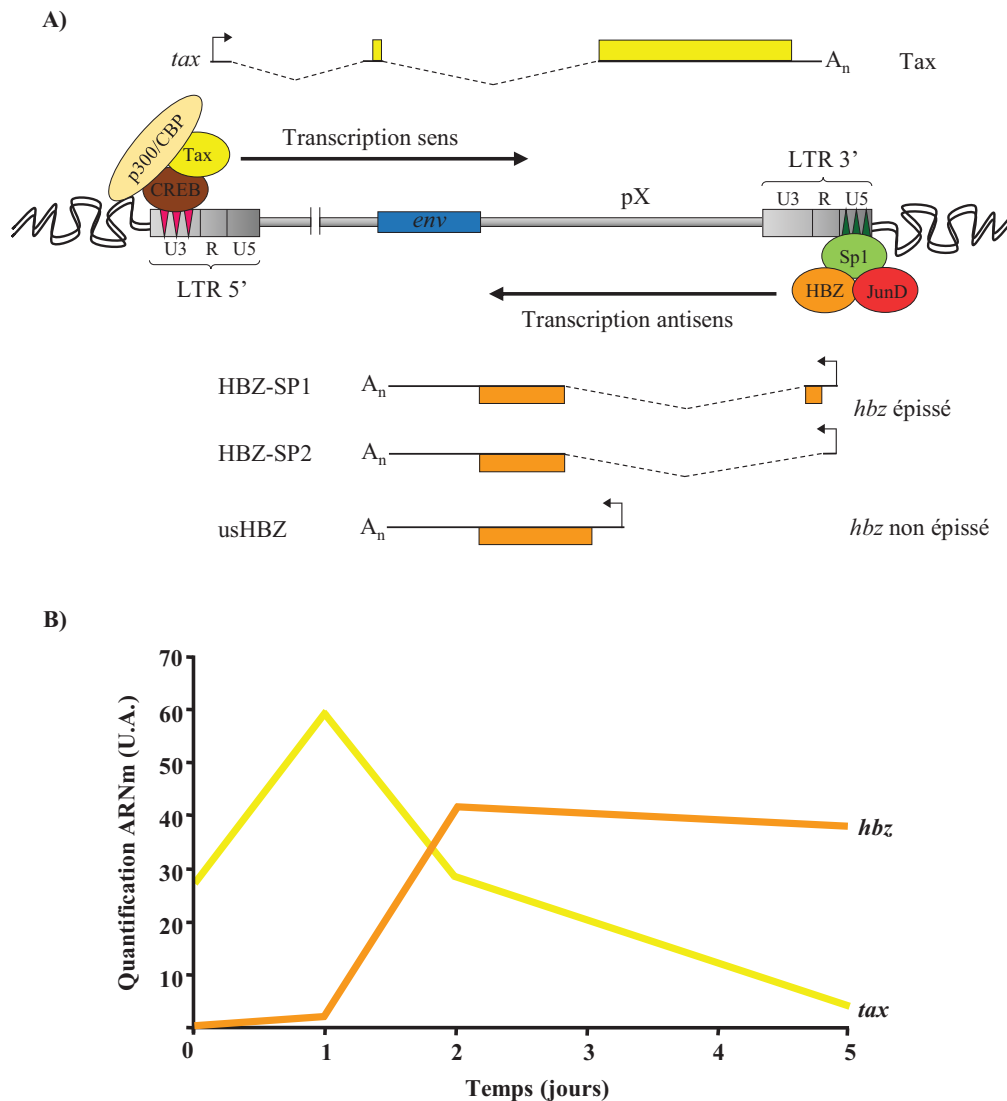 A)
tax
An
Tax
p300/CBP
Tax
CREB
Transcription sens
LTR 3’
U3 R U5
pX
env
U3 R U5
LTR 5’
Sp1
HBZ
JunD
Transcription antisens
HBZ-SP1
An
hbz épissé
HBZ-SP2
An
usHBZ
An
hbz non épissé
B)
Quantification ARNm (U.A.)
70
60
50
40
30
20
10
0 1 2 3 4 5
hbz
tax
Temps (jours)